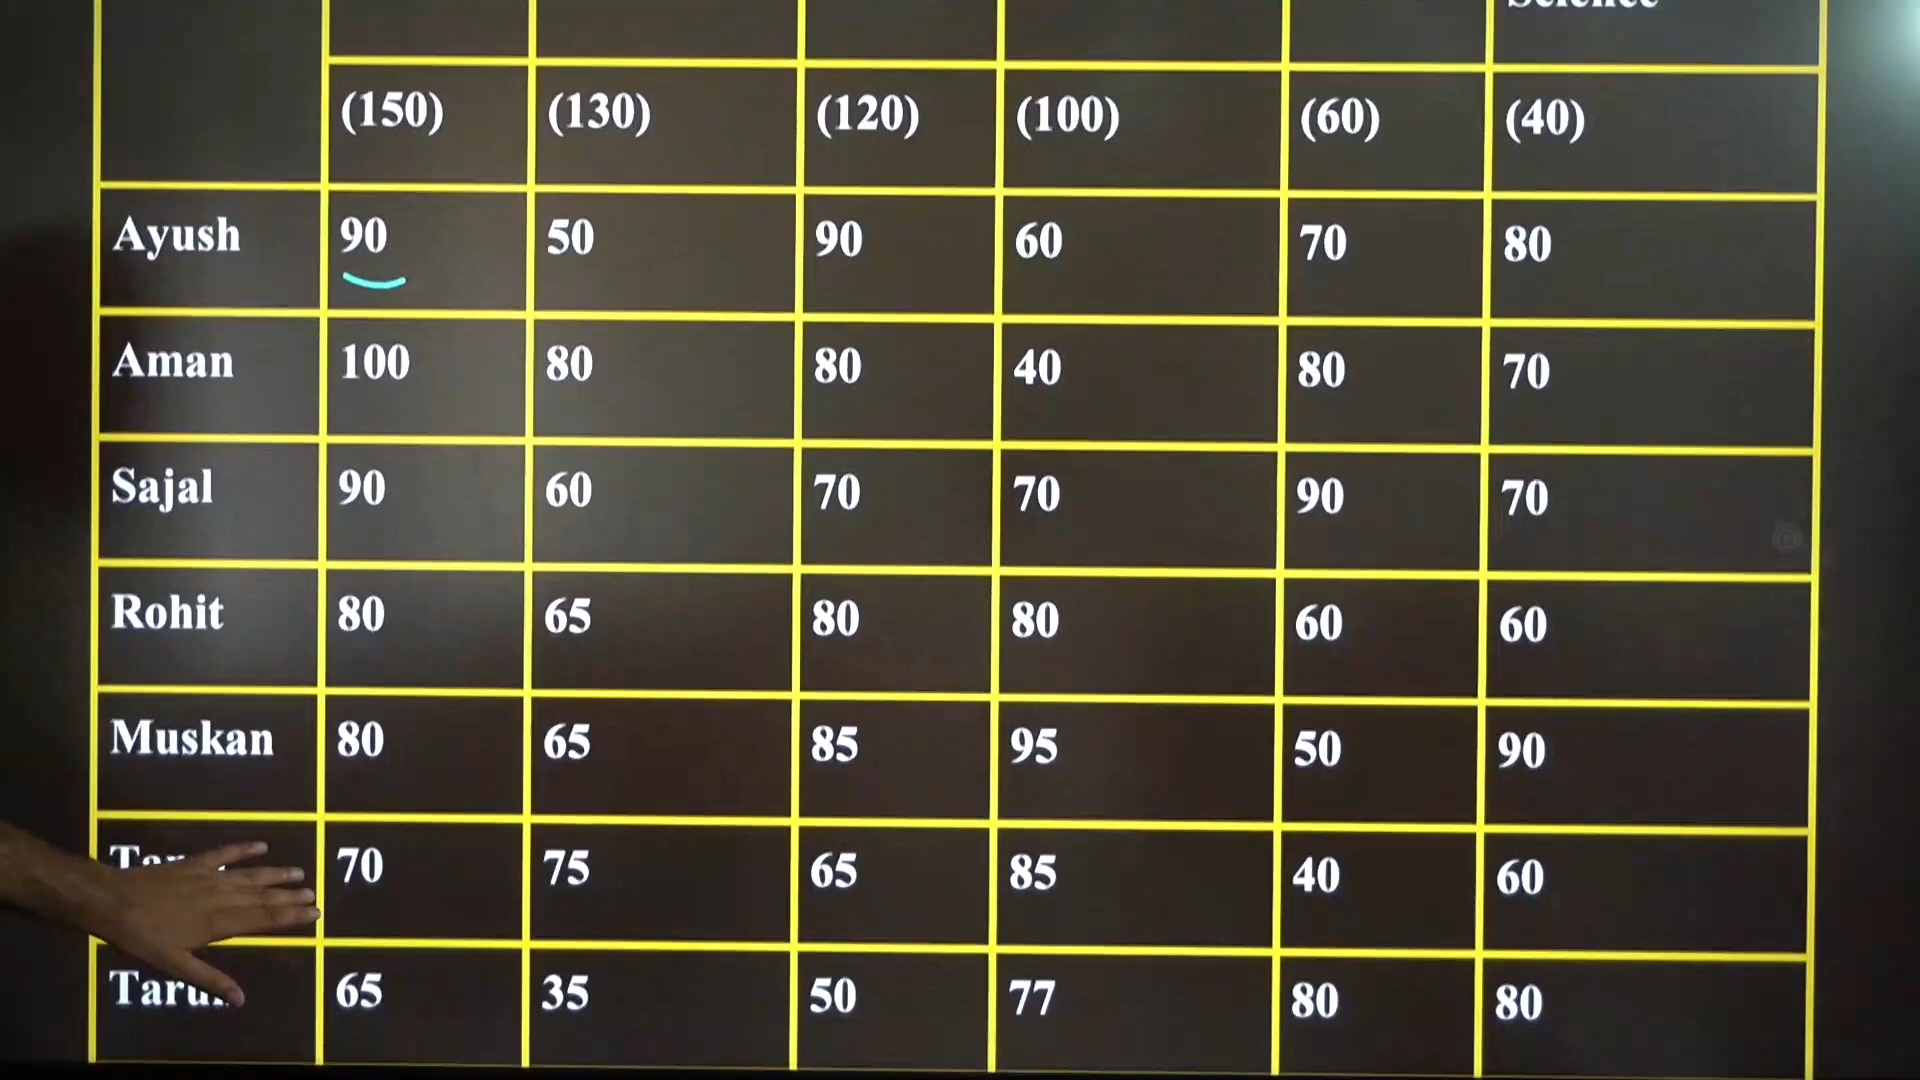 Science
(150) (130) (120) (100) (60) (40)
Ayush 90 50 90 60 70 80
Aman 100 80 80 40 80 70
Sajal 90 60 70 70 90 70
Rohit 80 65 80 80 60 60
Muskan 80 65 85 95 50 90
70 75 65 85 40 60
65 35 50 77 80 80